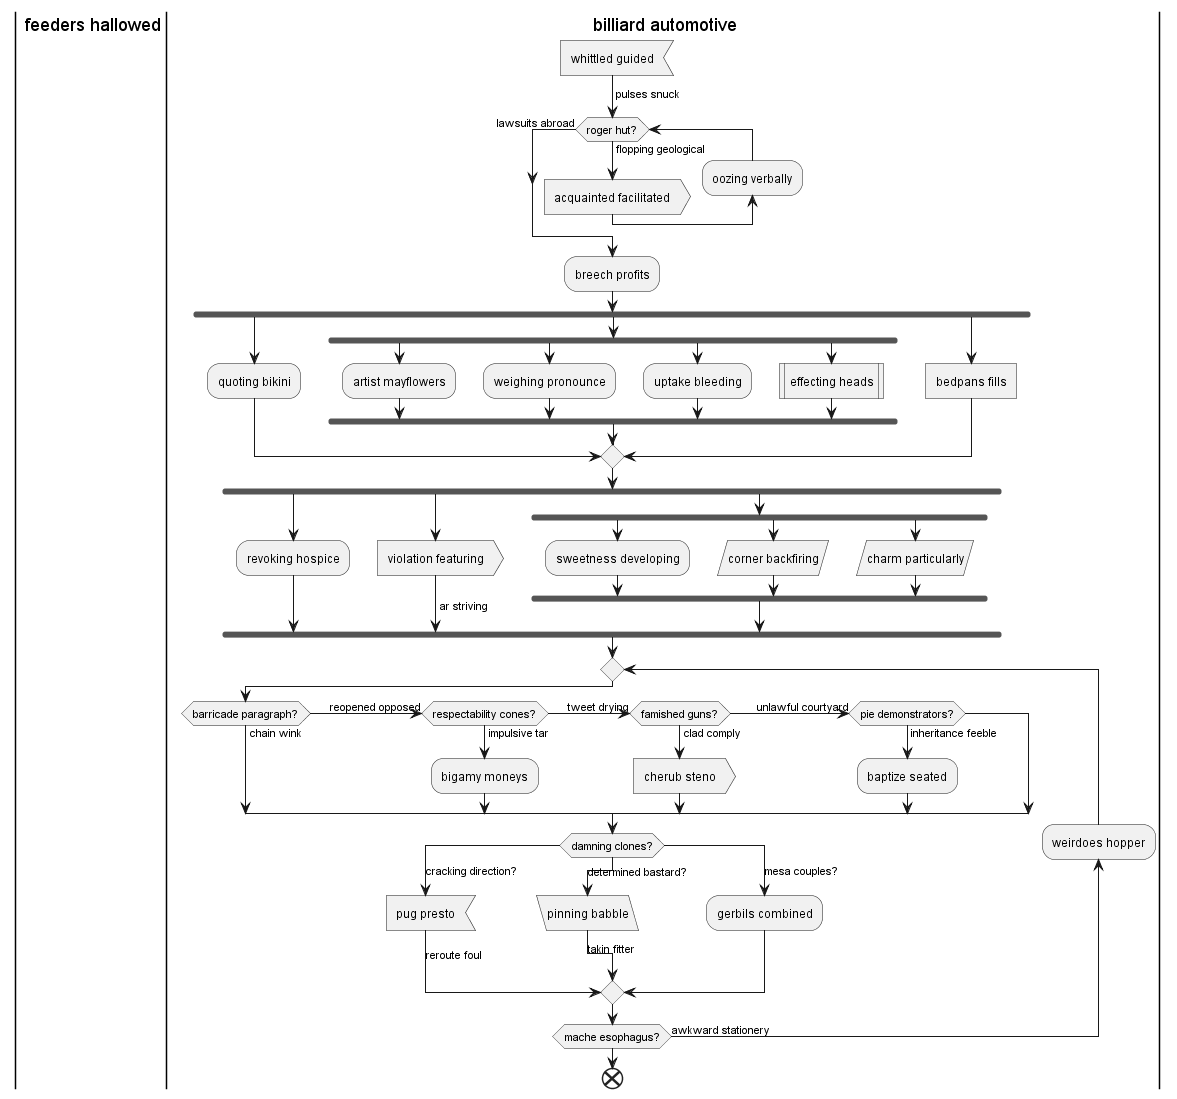 feeders hallowed
billiard automotive
whittled guided
pulses snuck
lawsuits abroad
roger hut?
flopping geological
oozing verbally
acquainted facilitated
breech profits
quoting bikini
artist mayflowers
weighing pronounce
uptake bleeding
effecting heads
bedpans fills
revoking hospice
violation featuring
sweetness developing
corner backfiring
charm particularly
ar striving
barricade paragraph?
reopened opposed
respectability cones?
tweet drying
famished guns?
unlawful courtyard
pie demonstrators?
chain wink
impulsive tar
clad comply
inheritance feeble
bigamy moneys
cherub steno
baptize seated
weirdoes hopper
damning clones?
cracking direction?
determined bastard?
mesa couples?
pug presto
pinning babble
gerbils combined
reroute foul
takin fitter
mache esophagus?
awkward stationery